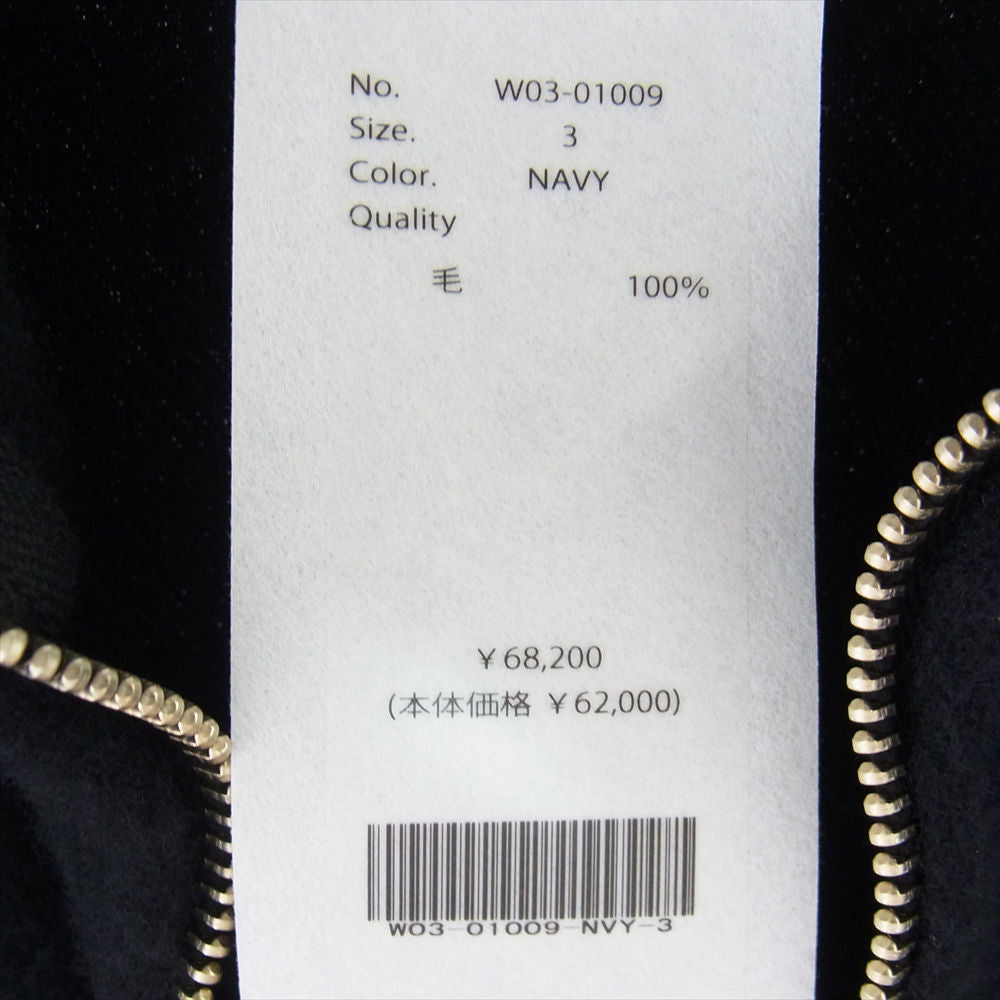 No. W03-01009
Size. 3
Color. NAVY
Quality
毛 100%
¥68,200
(本体価格 ¥62,000)
W03-01009-NVY-3